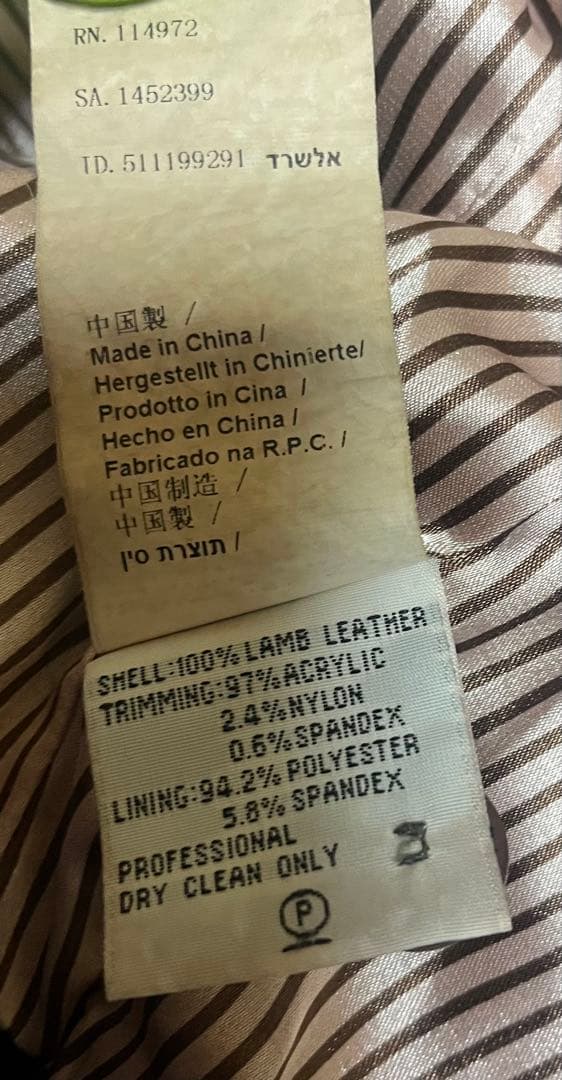 RN. 114972
SA. 1452399
ID. 511199291 אלשרד
中国製 /
Made in China /
Hergestellt in Chinierte/
Prodotto in Cina /
Hecho en China /
Fabricado na R.P.C. /
中国制造 /
中国製 /
תוצרת סין /
SHELL:100% LAMB LEATHER
TRIMMING:97%ACRYLIC
2.4%NYLON
0.6%SPANDEX
LINING:94.2% POLYESTER
5.8% SPANDEX
PROFESSIONAL
DRY CLEAN ONLY
P